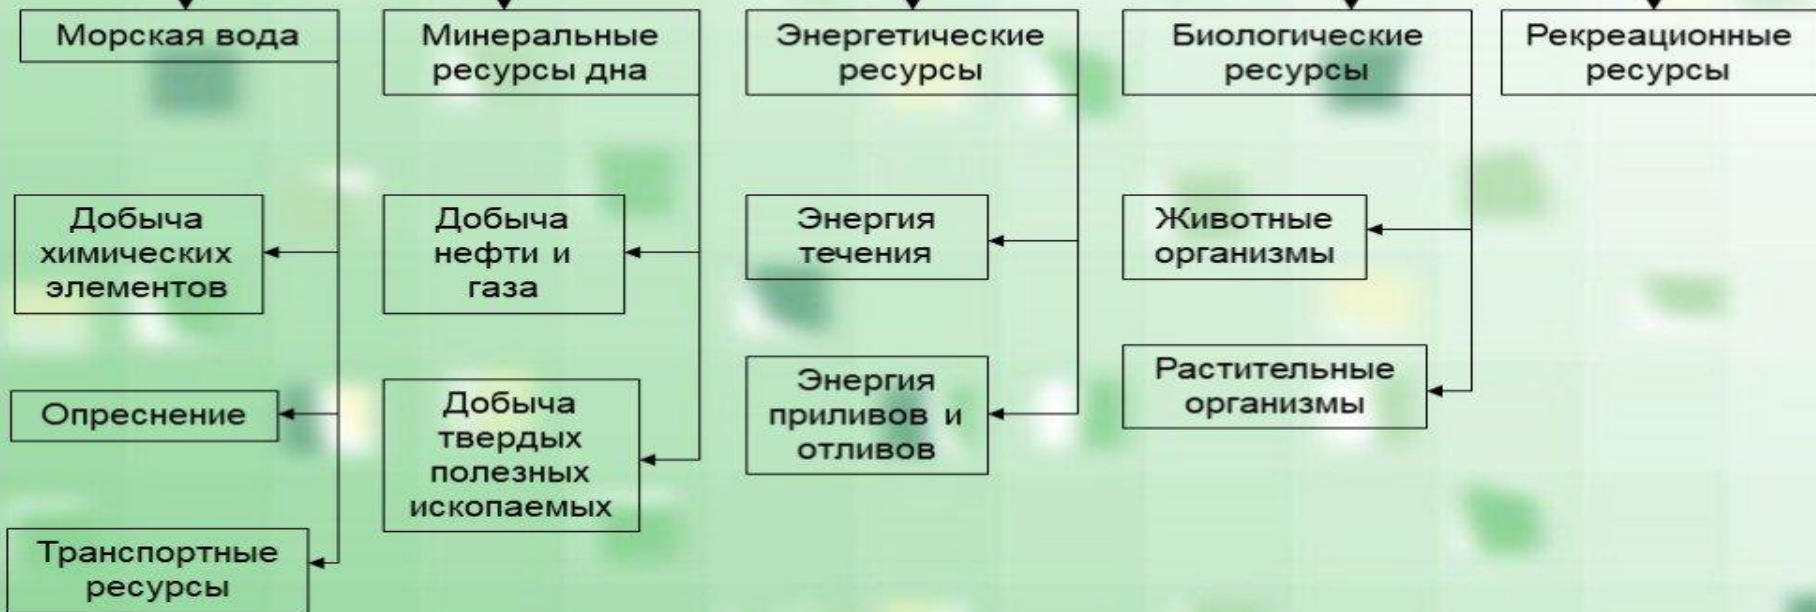 Морская вода
Минеральные
ресурсы дна
Энергетические
ресурсы
Биологические
ресурсы
Рекреационные
ресурсы
Добыча
химических
элементов
Добыча
нефти и
газа
Энергия
течения
Животные
организмы
Опреснение
Добыча
твердых
полезных
ископаемых
Энергия
приливов и
отливов
Растительные
организмы
Транспортные
ресурсы